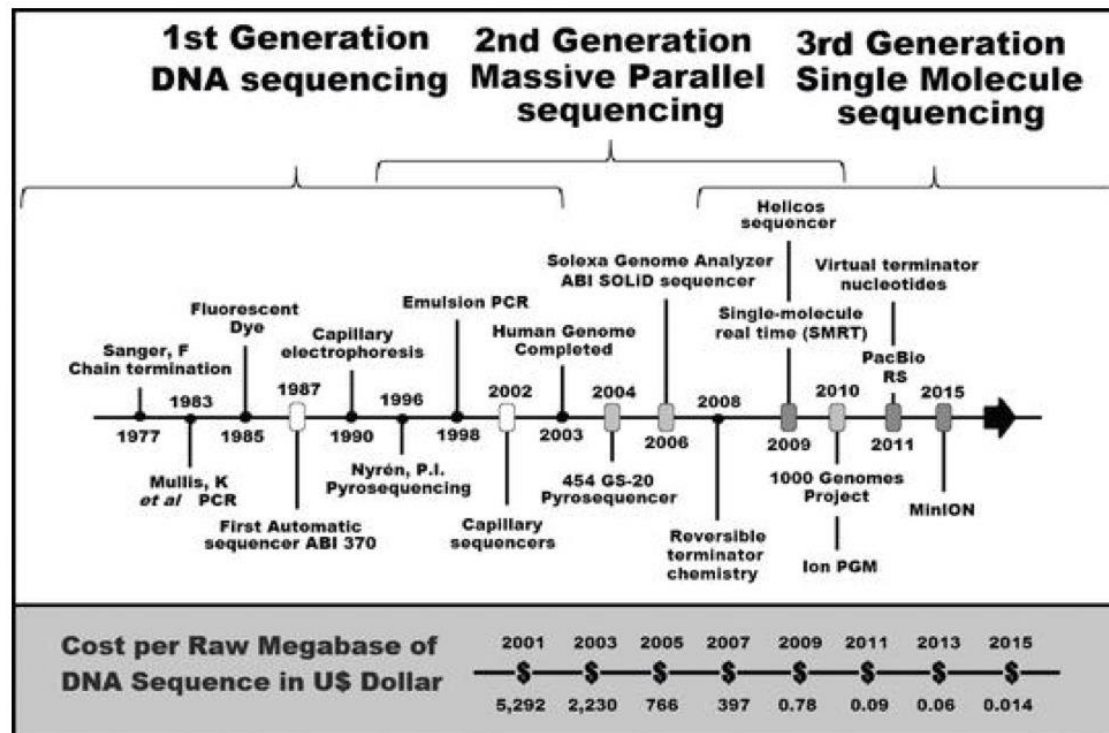 1st Generation
DNA sequencing
2nd Generation
Massive Parallel
sequencing
3rd Generation
Single Molecule
sequencing
Sanger, F
Chain termination
1977
1983
Mullis, K
et al PCR
Fluorescent
Dye
1985
1987
First Automatic
sequencer ABI 370
Capillary
electrophoresis
1990
1996
Nyrén, P.I.
Pyrosequencing
Emulsion PCR
1998
2002
Capillary
sequencers
Human Genome
Completed
2003
2004
454 GS-20
Pyrosequencer
Solexa Genome Analyzer
ABI SOLiD sequencer
2006
2008
Reversible
terminator
chemistry
Helicos
sequencer
Single-molecule
real time (SMRT)
2009
2010
1000 Genomes
Project
Ion PGM
Virtual terminator
nucleotides
PacBio
RS
2011
2015
MinION
Cost per Raw Megabase of
DNA Sequence in U$ Dollar
2001 2003 2005 2007 2009 2011 2013 2015
$ $ $ $ $ $ $ $
5,292 2,230 766 397 0.78 0.09 0.06 0.014